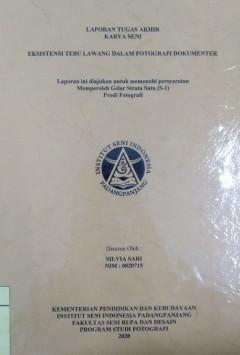 LAPORAN TUGAS AKHIR
KARYA SENI
EKSISTENSI TEBU LAWANG DALAM FOTOGRAFI DOKUMENTER
Laporan ini diajukan untuk memenuhi persyaratan
Memperoleh Gelar Strata Satu (S-1)
Prodi Fotografi
INSTITUT SENI INDONESIA
PADANGPANJANG
Disusun Oleh :
SILVIA SARI
NIM : 0820715
KEMENTERIAN PENDIDIKAN DAN KEBUDAYAAN
INSTITUT SENI INDONESIA PADANGPANJANG
FAKULTAS SENI RUPA DAN DESAIN
PROGRAM STUDI FOTOGRAFI
2020